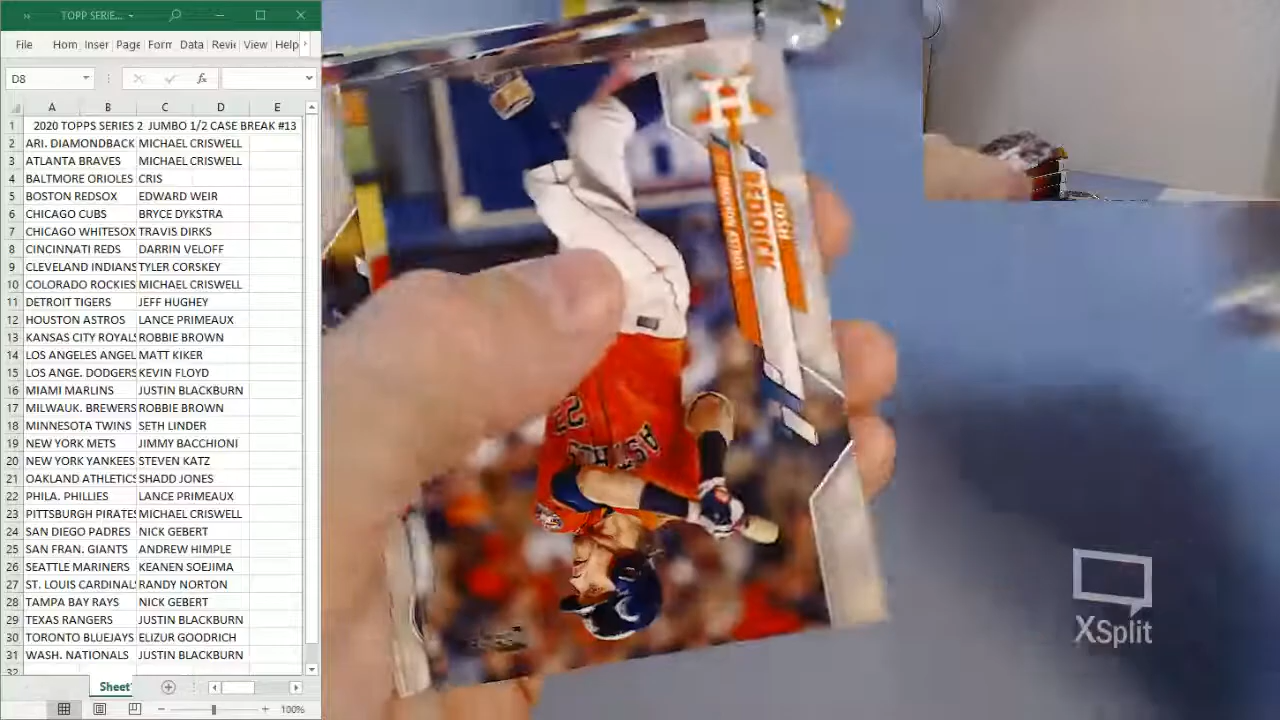 TOPP SERIE...
File Hom Inser Page Forn Data Revie View Help
D8
fx
A B C D E
1 2020 TOPPS SERIES 2 JUMBO 1/2 CASE BREAK #13
2 ARI. DIAMONDBACK MICHAEL CRISWELL
3 ATLANTA BRAVES MICHAEL CRISWELL
4 BALTMORE ORIOLES CRIS
5 BOSTON REDSOX EDWARD WEIR
6 CHICAGO CUBS BRYCE DYKSTRA
7 CHICAGO WHITESOX TRAVIS DIRKS
8 CINCINNATI REDS DARRIN VELOFF
9 CLEVELAND INDIANS TYLER CORSKEY
10 COLORADO ROCKIES MICHAEL CRISWELL
11 DETROIT TIGERS JEFF HUGHEY
12 HOUSTON ASTROS LANCE PRIMEAUX
13 KANSAS CITY ROYALS ROBBIE BROWN
14 LOS ANGELES ANGEL MATT KIKER
15 LOS ANGE. DODGERS KEVIN FLOYD
16 MIAMI MARLINS JUSTIN BLACKBURN
17 MILWAUK. BREWERS ROBBIE BROWN
18 MINNESOTA TWINS SETH LINDER
19 NEW YORK METS JIMMY BACCHIONI
20 NEW YORK YANKEES STEVEN KATZ
21 OAKLAND ATHLETICS SHADD JONES
22 PHILA. PHILLIES LANCE PRIMEAUX
23 PITTSBURGH PIRATES MICHAEL CRISWELL
24 SAN DIEGO PADRES NICK GEBERT
25 SAN FRAN. GIANTS ANDREW HIMPLE
26 SEATTLE MARINERS KEANEN SOEJIMA
27 ST. LOUIS CARDINALS RANDY NORTON
28 TAMPA BAY RAYS NICK GEBERT
29 TEXAS RANGERS JUSTIN BLACKBURN
30 TORONTO BLUEJAYS ELIZUR GOODRICH
31 WASH. NATIONALS JUSTIN BLACKBURN
32
Sheet
100%
H
JOSH
REDDICK
HOUSTON ASTROS
ASTROS
22
XSplit